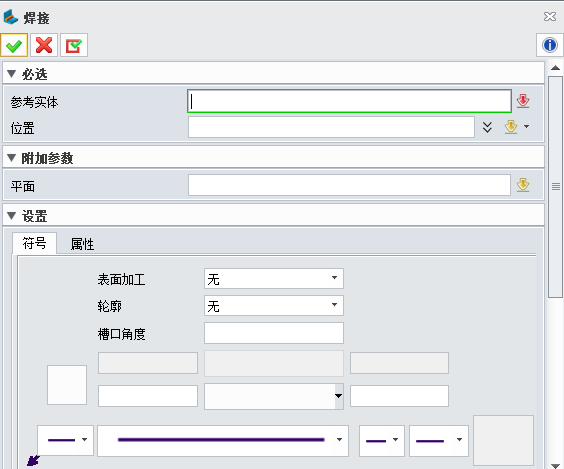 焊接
必选
参考实体
位置
附加参数
平面
设置
符号 属性
表面加工 无
轮廓 无
槽口角度